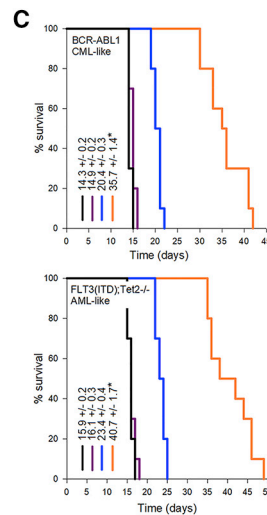 C
BCR-ABL1
CML-like
100
80
60
40
20
0
% survival
14.3 +/- 0.2
14.9 +/- 0.2
20.4 +/- 0.3
35.7 +/- 1.4*
0 5 10 15 20 25 30 35 40 45
Time (days)
FLT3(ITD);Tet2-/-
AML-like
100
80
60
40
20
0
% survival
15.9 +/- 0.2
16.1 +/- 0.3
23.4 +/- 0.4
40.7 +/- 1.7*
0 5 10 15 20 25 30 35 40 45 5
Time (days)